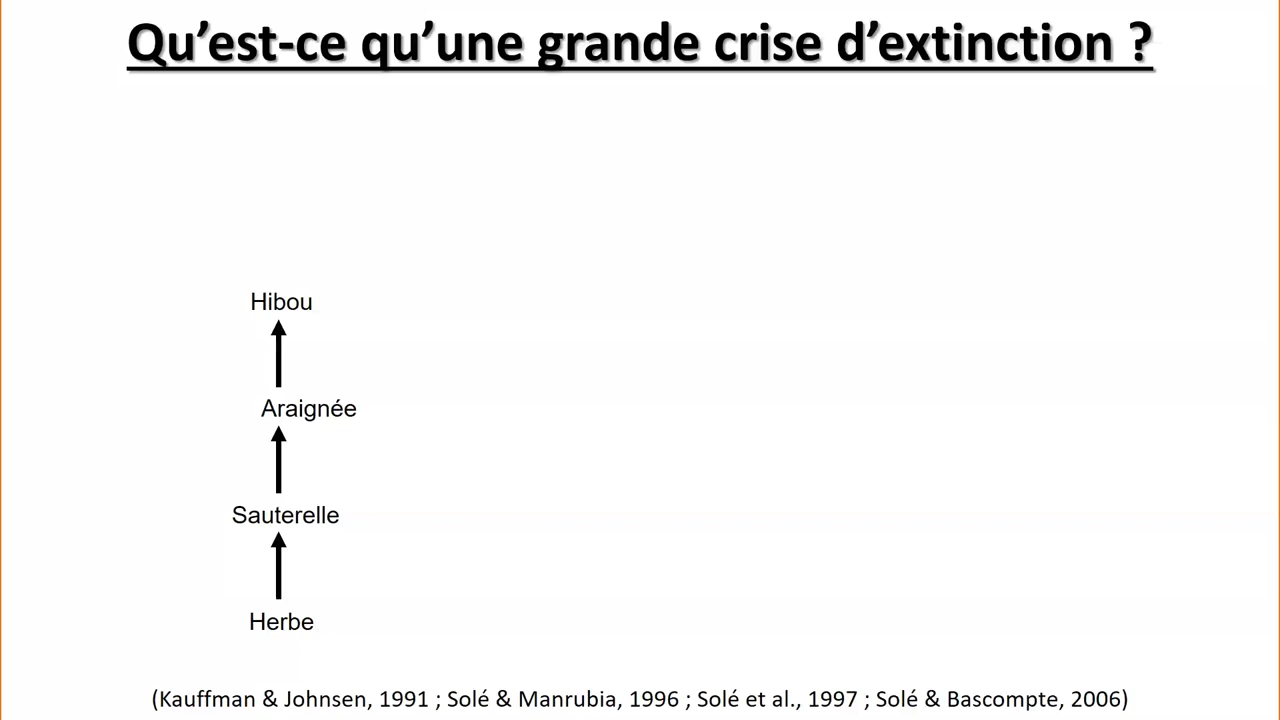 Qu’est-ce qu’une grande crise d’extinction ?
Hibou
Araignée
Sauterelle
Herbe
(Kauffman & Johnsen, 1991 ; Solé & Manrubia, 1996 ; Solé et al., 1997 ; Solé & Bascompte, 2006)